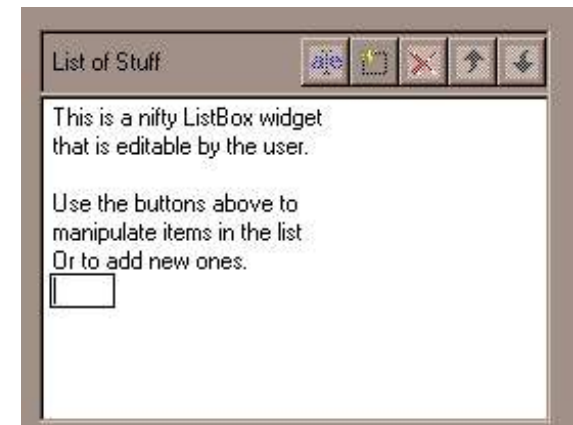 List of Stuff
a|e
This is a nifty ListBox widget
that is editable by the user.
Use the buttons above to
manipulate items in the list
Or to add new ones.